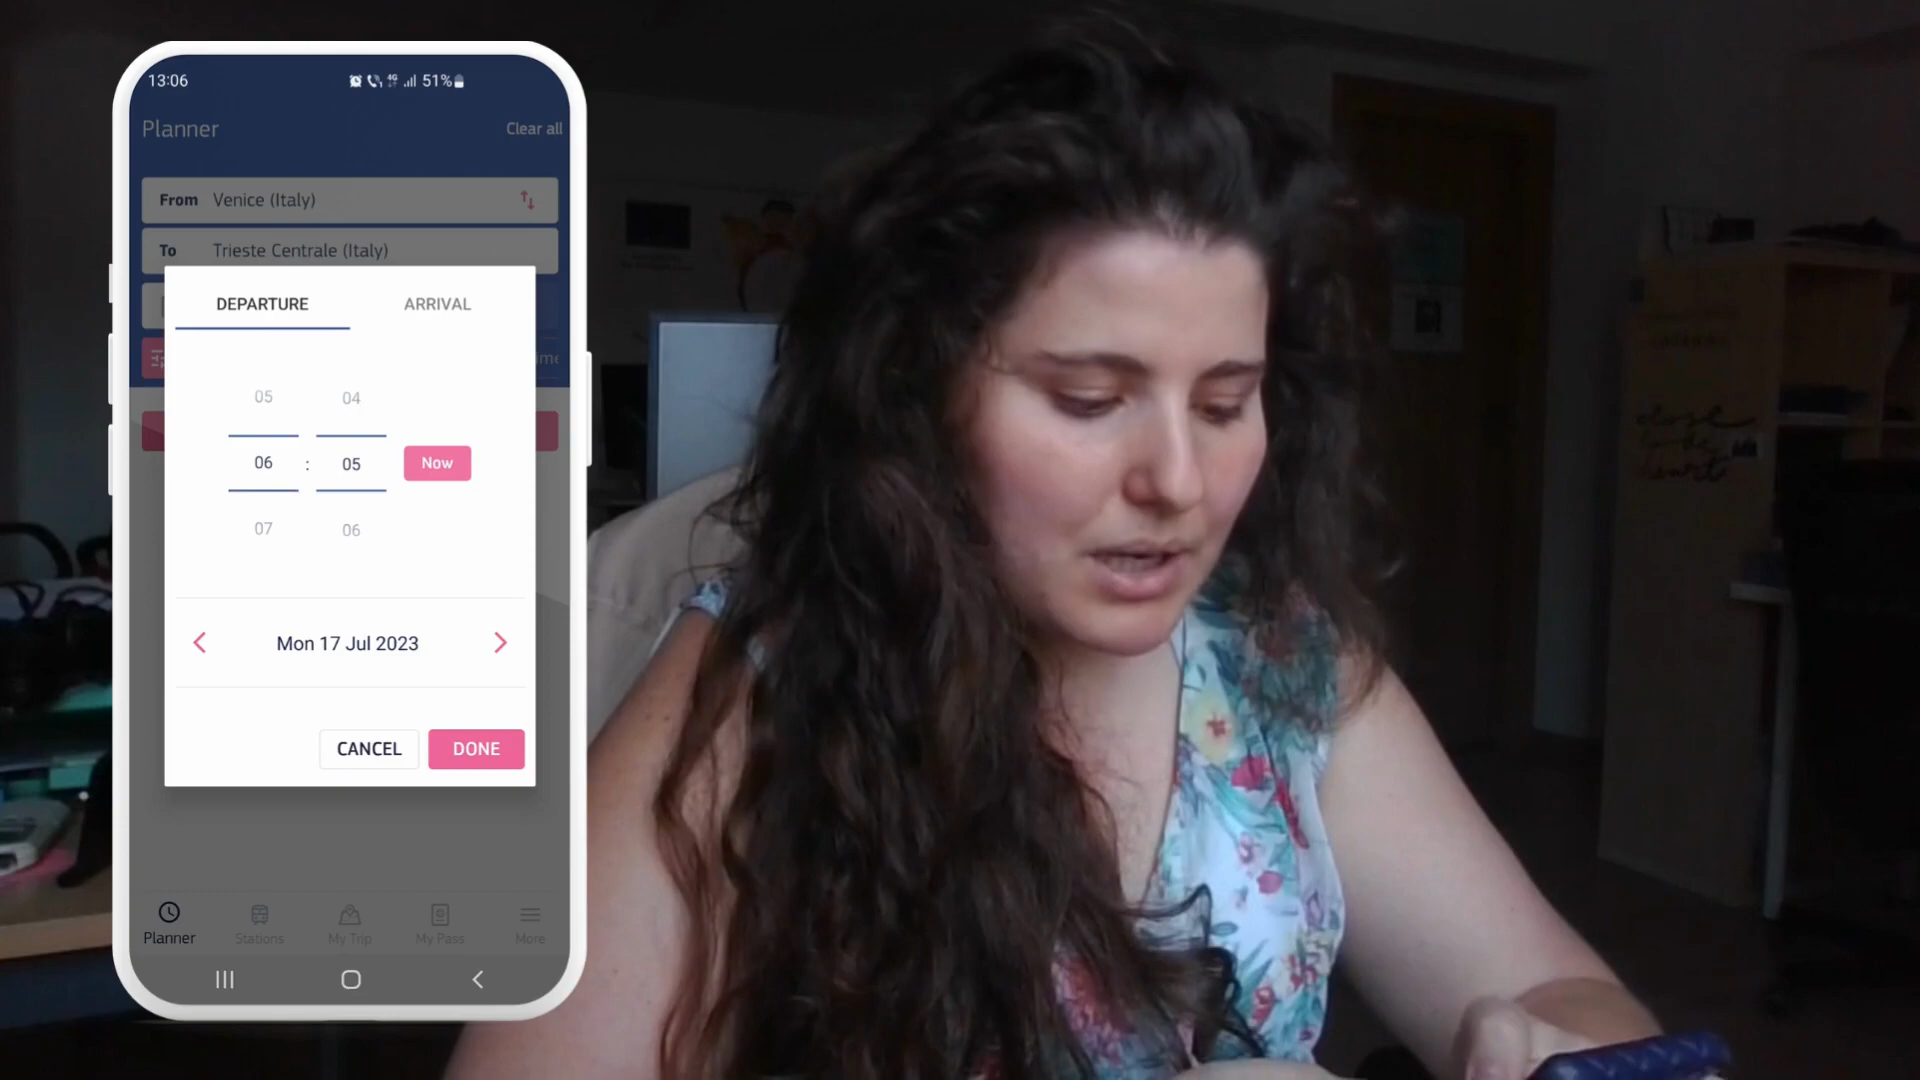 13:06
4G 51%
Planner Clear all
From Venice (Italy)
To Trieste Centrale (Italy)
DEPARTURE ARRIVAL
05 04
06 : 05 Now
07 06
Mon 17 Jul 2023
CANCEL DONE
Planner Stations My Trip My Pass More